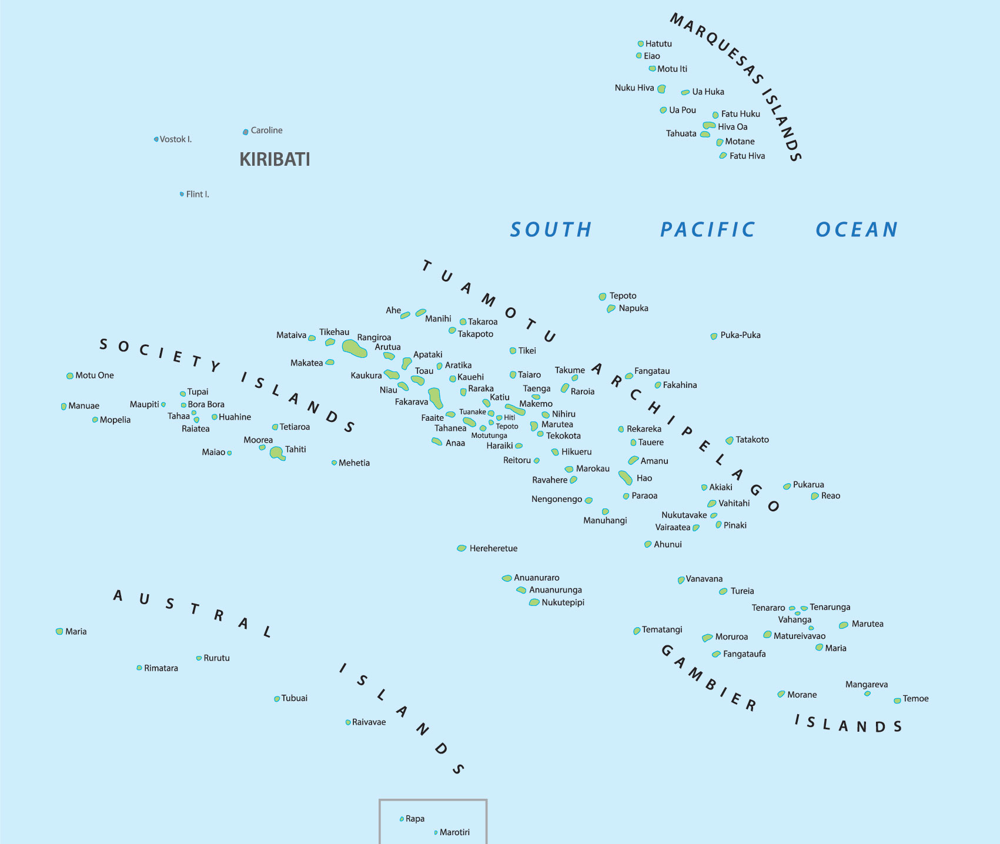 MARQUESAS ISLANDS
Hatutu
Eiao
Motu Iti
Nuku Hiva
Ua Huka
Ua Pou
Fatu Huku
Hiva Oa
Tahuata
Motane
Fatu Hiva
Caroline
Vostok I.
KIRIBATI
Flint I.
SOUTH PACIFIC OCEAN
TUAMOTU ARCHIPELAGO
Tepoto
Napuka
Ahe
Manihi
Takaroa
Takapoto
Puka-Puka
Mataiva
Tikehau
Rangiroa
Arutua
Tikei
Apataki
Makatea
Aratika
Kaukura
Toau
Kauehi
Taiaro
Takume
Fangatau
Fakahina
Niau
Raraka
Taenga
Raroia
Katiu
Fakarava
Makemo
Tuanake
Hiti
Nihiru
Faaite
Tahanea
Tepoto
Marutea
Motutunga
Tekokota
Rekareka
Anaa
Haraiki
Tauere
Tatakoto
Hikueru
Reitoru
Amanu
Marokau
Ravahere
Hao
Akiaki
Pukarua
Reao
Paraoa
Nengonengo
Vahitahi
Manuhangi
Nukutavake
Vairaatea
Pinaki
Ahunui
Hereheretue
Anuanuraro
Anuanurunga
Nukutepipi
SOCIETY ISLANDS
Motu One
Tupai
Manuae
Maupiti
Bora Bora
Tahaa
Huahine
Mopelia
Raiatea
Tetiaroa
Moorea
Maiao
Tahiti
Mehetia
Vanavana
Tureia
Tenararo
Tenarunga
Vahanga
Marutea
Tematangi
Moruroa
Matureivavao
Maria
Fangataufa
GAMBIER ISLANDS
Mangareva
Morane
Temoe
AUSTRAL ISLANDS
Maria
Rurutu
Rimatara
Tubuai
Raivavae
Rapa
Marotiri